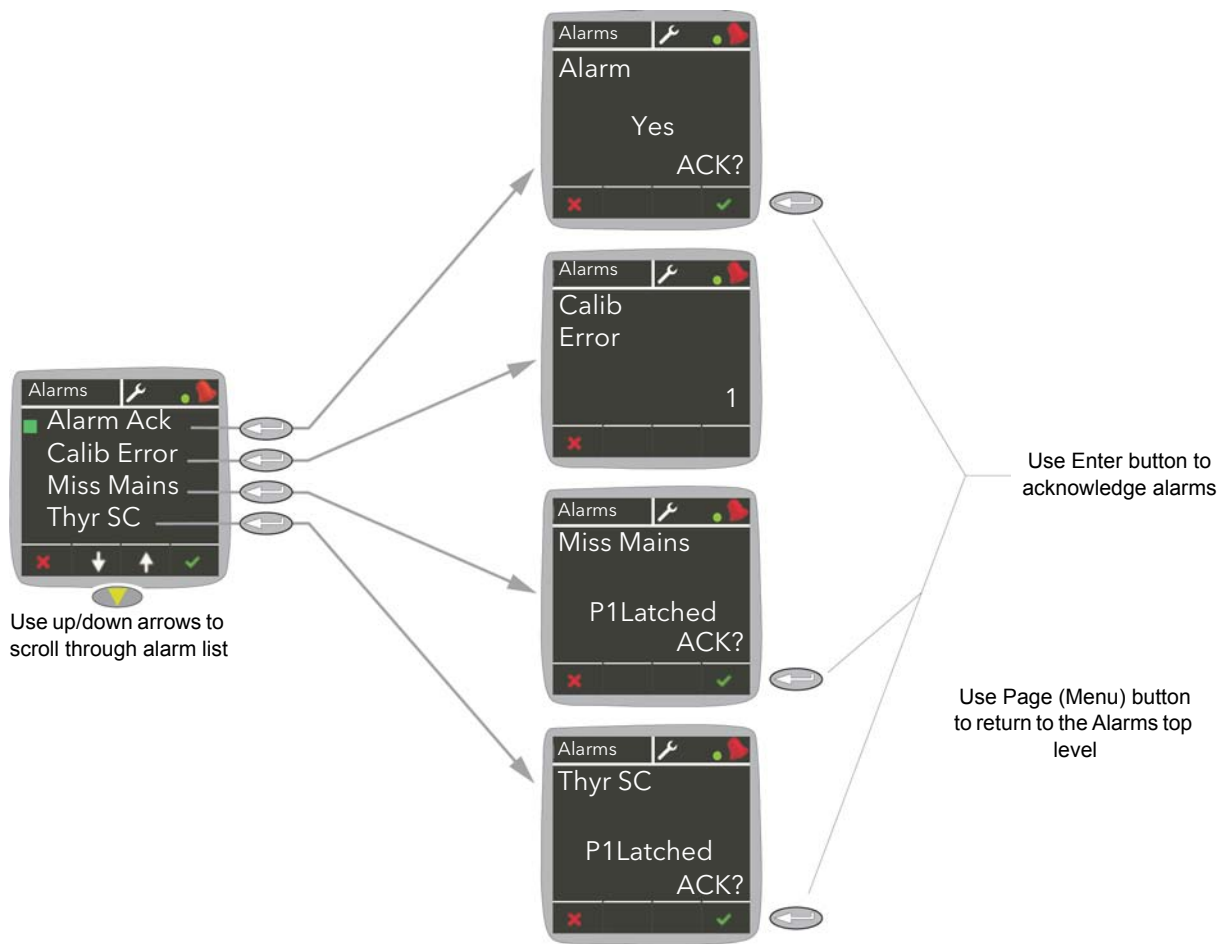 Alarms
Alarm Ack
Calib Error
Miss Mains
Thyr SC
Use up/down arrows to
scroll through alarm list
Alarms
Alarm
Yes
ACK?
Alarms
Calib
Error
1
Alarms
Miss Mains
P1Latched
ACK?
Alarms
Thyr SC
P1Latched
ACK?
Use Enter button to
acknowledge alarms
Use Page (Menu) button
to return to the Alarms top
level